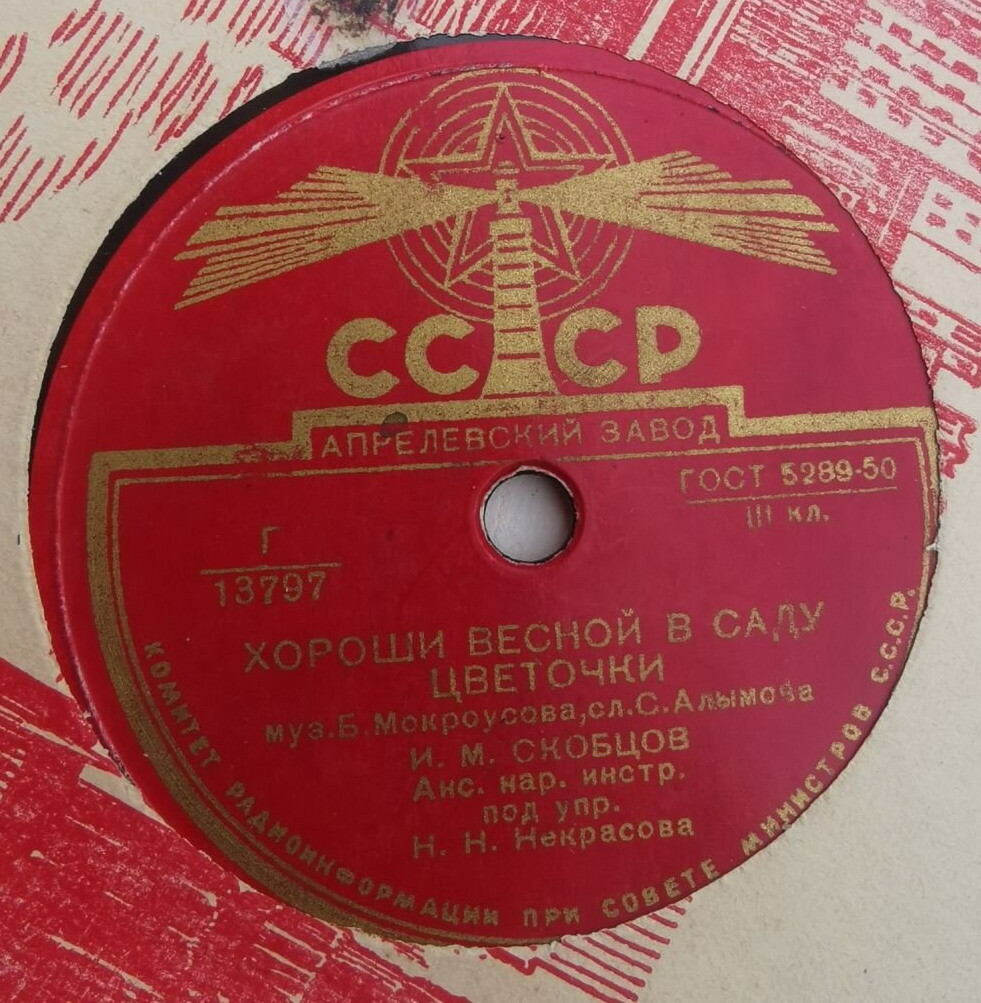 СССР
АПРЕЛЕВСКИЙ ЗАВОД
ГОСТ 5289-50
III кл.
Г
13797
ХОРОШИ ВЕСНОЙ В САДУ
ЦВЕТОЧКИ
муз.Б.Мокроусова,сл.С.Алымова
И. М. СКОБЦОВ
Анс. нар. инстр.
под упр.
Н. Н. Некрасова
КОМИТЕТ РАДИОИНФОРМАЦИИ ПРИ СОВЕТЕ МИНИСТРОВ С.С.С.Р.